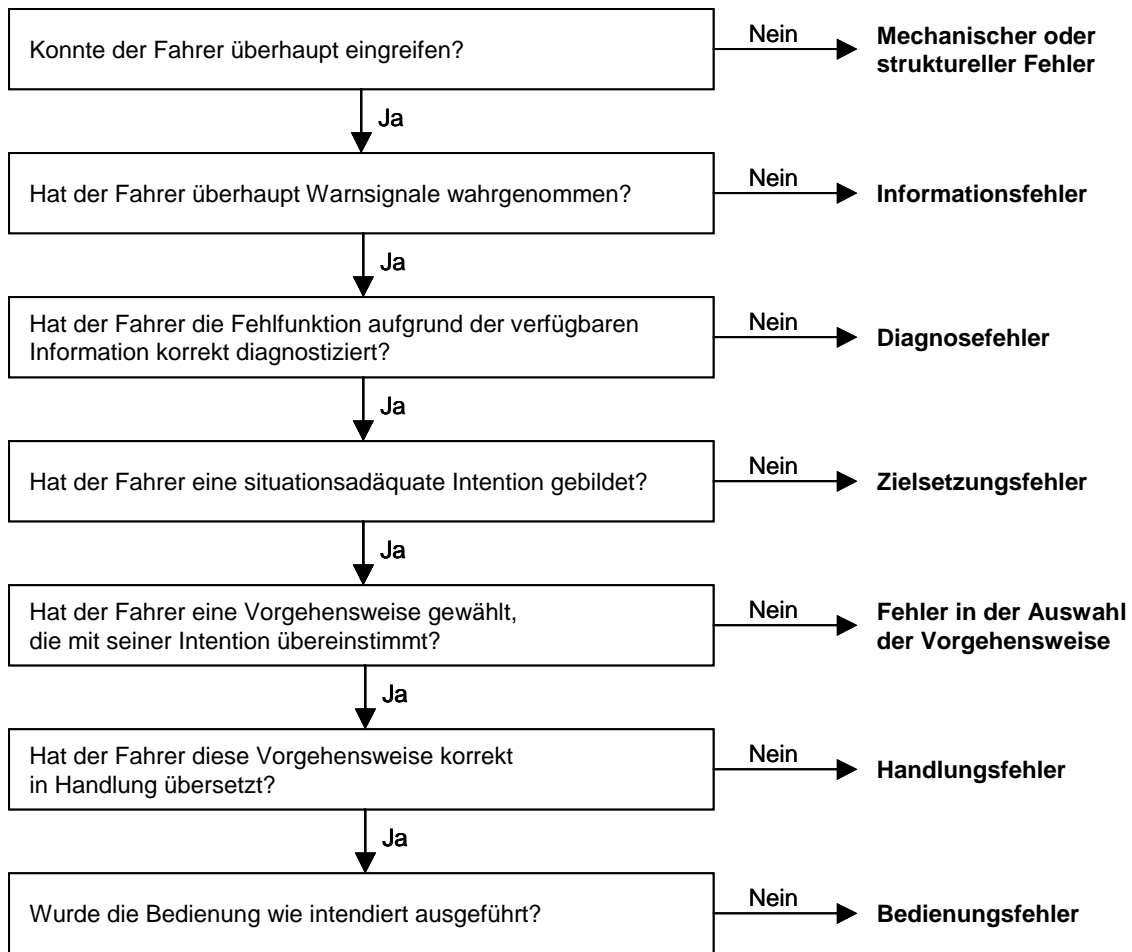 Konnte der Fahrer überhaupt eingreifen?
Nein
Mechanischer oder
struktureller Fehler
Ja
Hat der Fahrer überhaupt Warnsignale wahrgenommen?
Nein
Informationsfehler
Ja
Hat der Fahrer die Fehlfunktion aufgrund der verfügbaren
Information korrekt diagnostiziert?
Nein
Diagnosefehler
Ja
Hat der Fahrer eine situationsadäquate Intention gebildet?
Nein
Zielsetzungsfehler
Ja
Hat der Fahrer eine Vorgehensweise gewählt,
die mit seiner Intention übereinstimmt?
Nein
Fehler in der Auswahl
der Vorgehensweise
Ja
Hat der Fahrer diese Vorgehensweise korrekt
in Handlung übersetzt?
Nein
Handlungsfehler
Ja
Wurde die Bedienung wie intendiert ausgeführt?
Nein
Bedienungsfehler